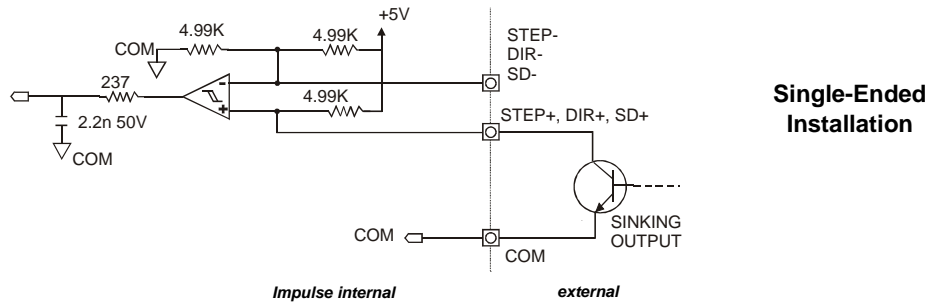 +5V
4.99K
4.99K
COM
STEP-
DIR-
SD-
237
-
+
4.99K
2.2n 50V
COM
STEP+, DIR+, SD+
Single-Ended
Installation
SINKING
OUTPUT
COM
COM
Impulse internal
external